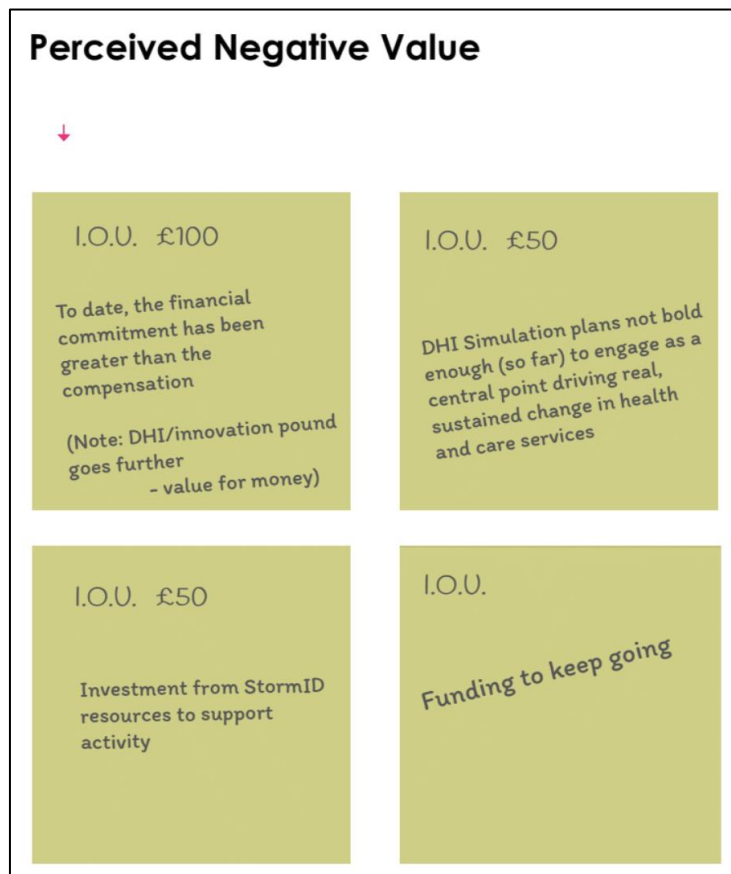 Perceived Negative Value
I.O.U. £100
To date, the financial
commitment has been
greater than the
compensation
(Note: DHI/innovation pound
goes further
- value for money)
I.O.U. £50
DHI Simulation plans not bold
enough (so far) to engage as a
central point driving real,
sustained change in health
and care services
I.O.U. £50
Investment from StormID
resources to support
activity
I.O.U.
Funding to keep going